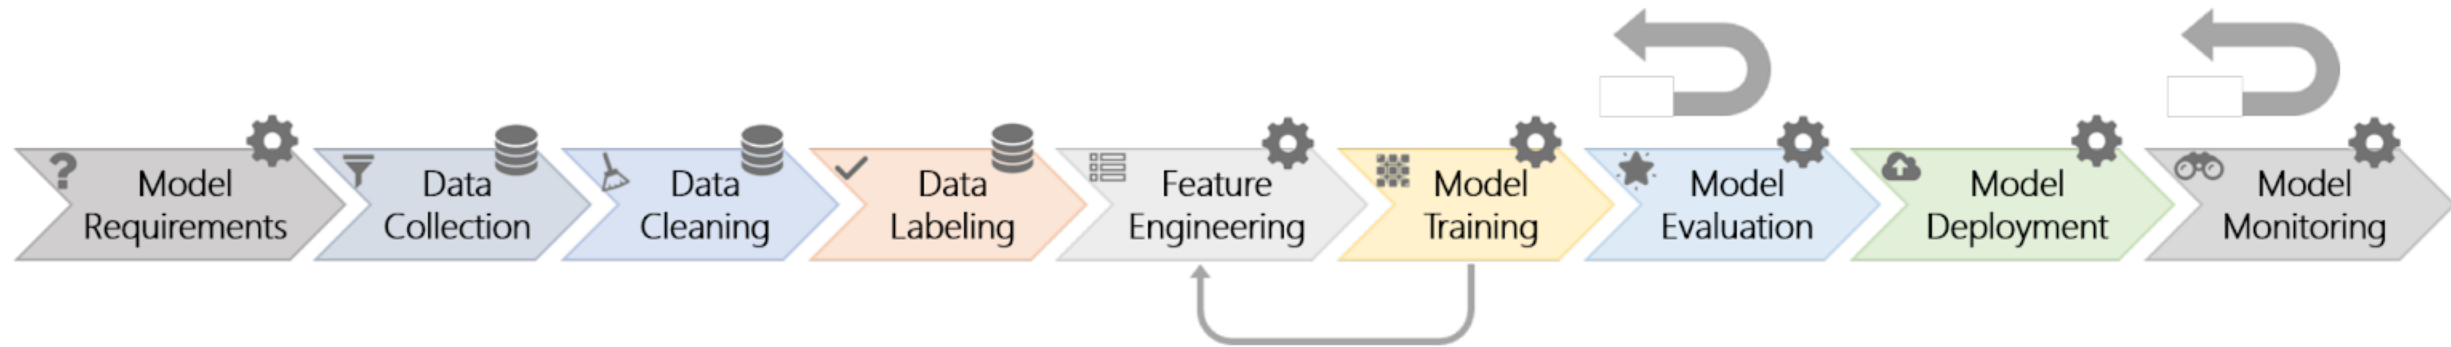 Model
Requirements
Data
Collection
Data
Cleaning
Data
Labeling
Feature
Engineering
Model
Training
Model
Evaluation
Model
Deployment
Model
Monitoring